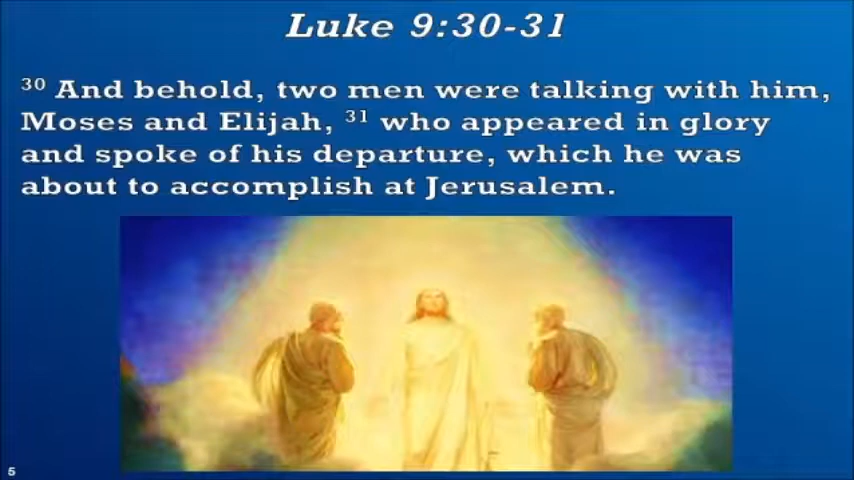 Luke 9:30-31
30 And behold, two men were talking with him,
Moses and Elijah, 31 who appeared in glory
and spoke of his departure, which he was
about to accomplish at Jerusalem.
5